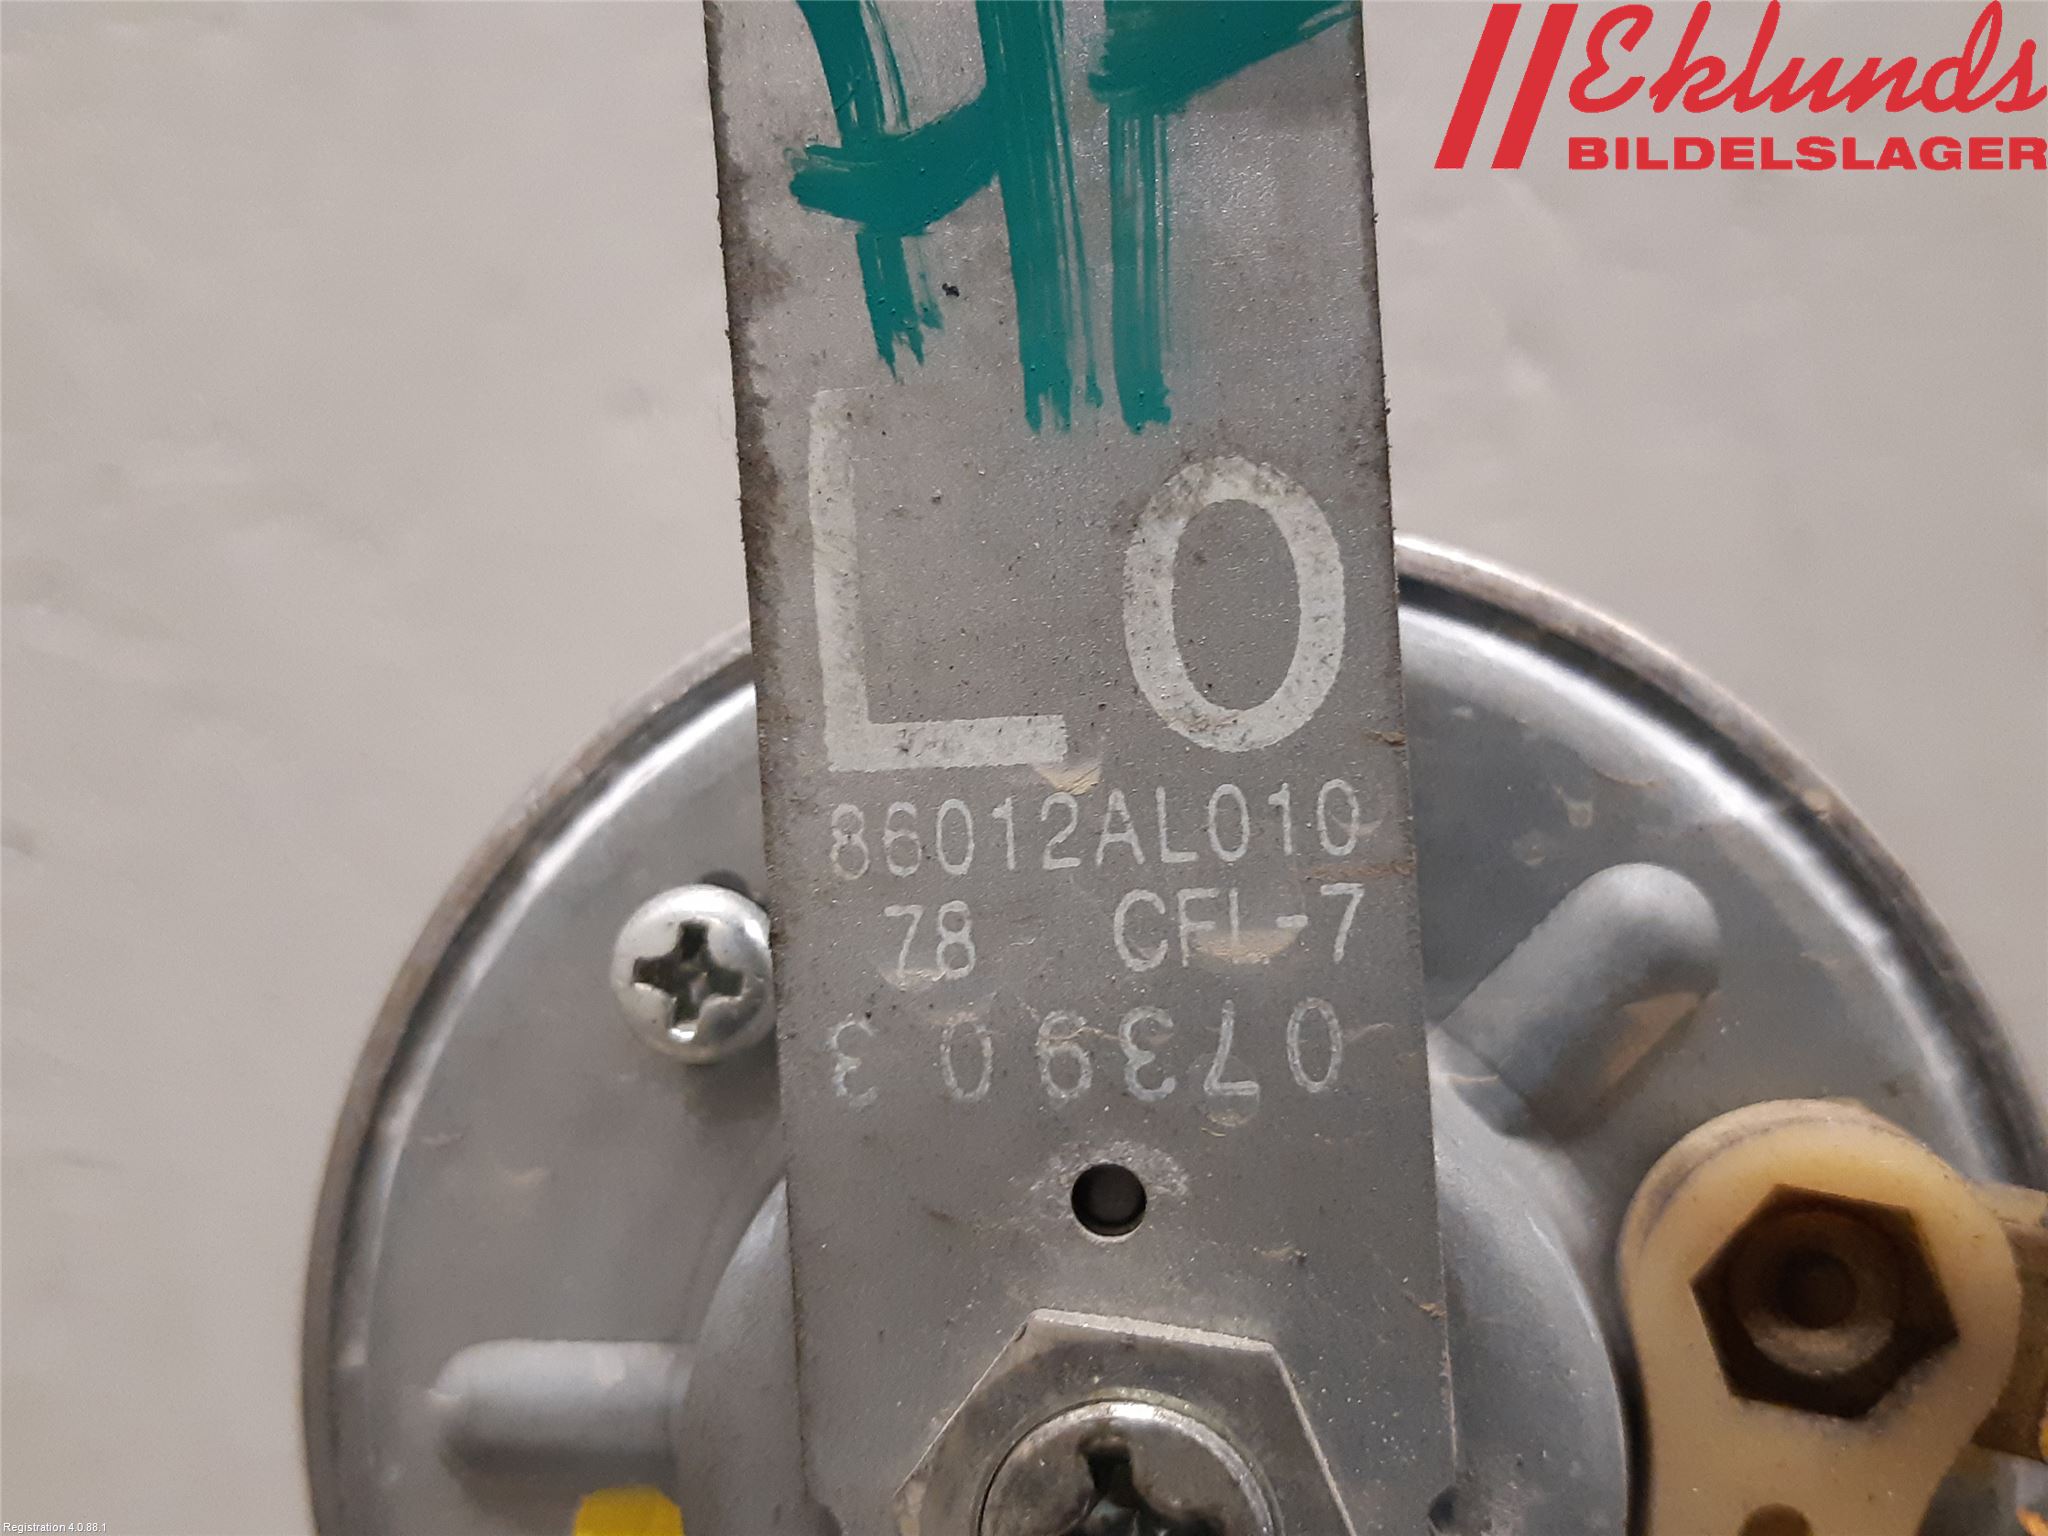 Eklunds
BILDELSLAGER
LO
86012AL010
78 CFL-7
073903
Registration 4.0.88.1